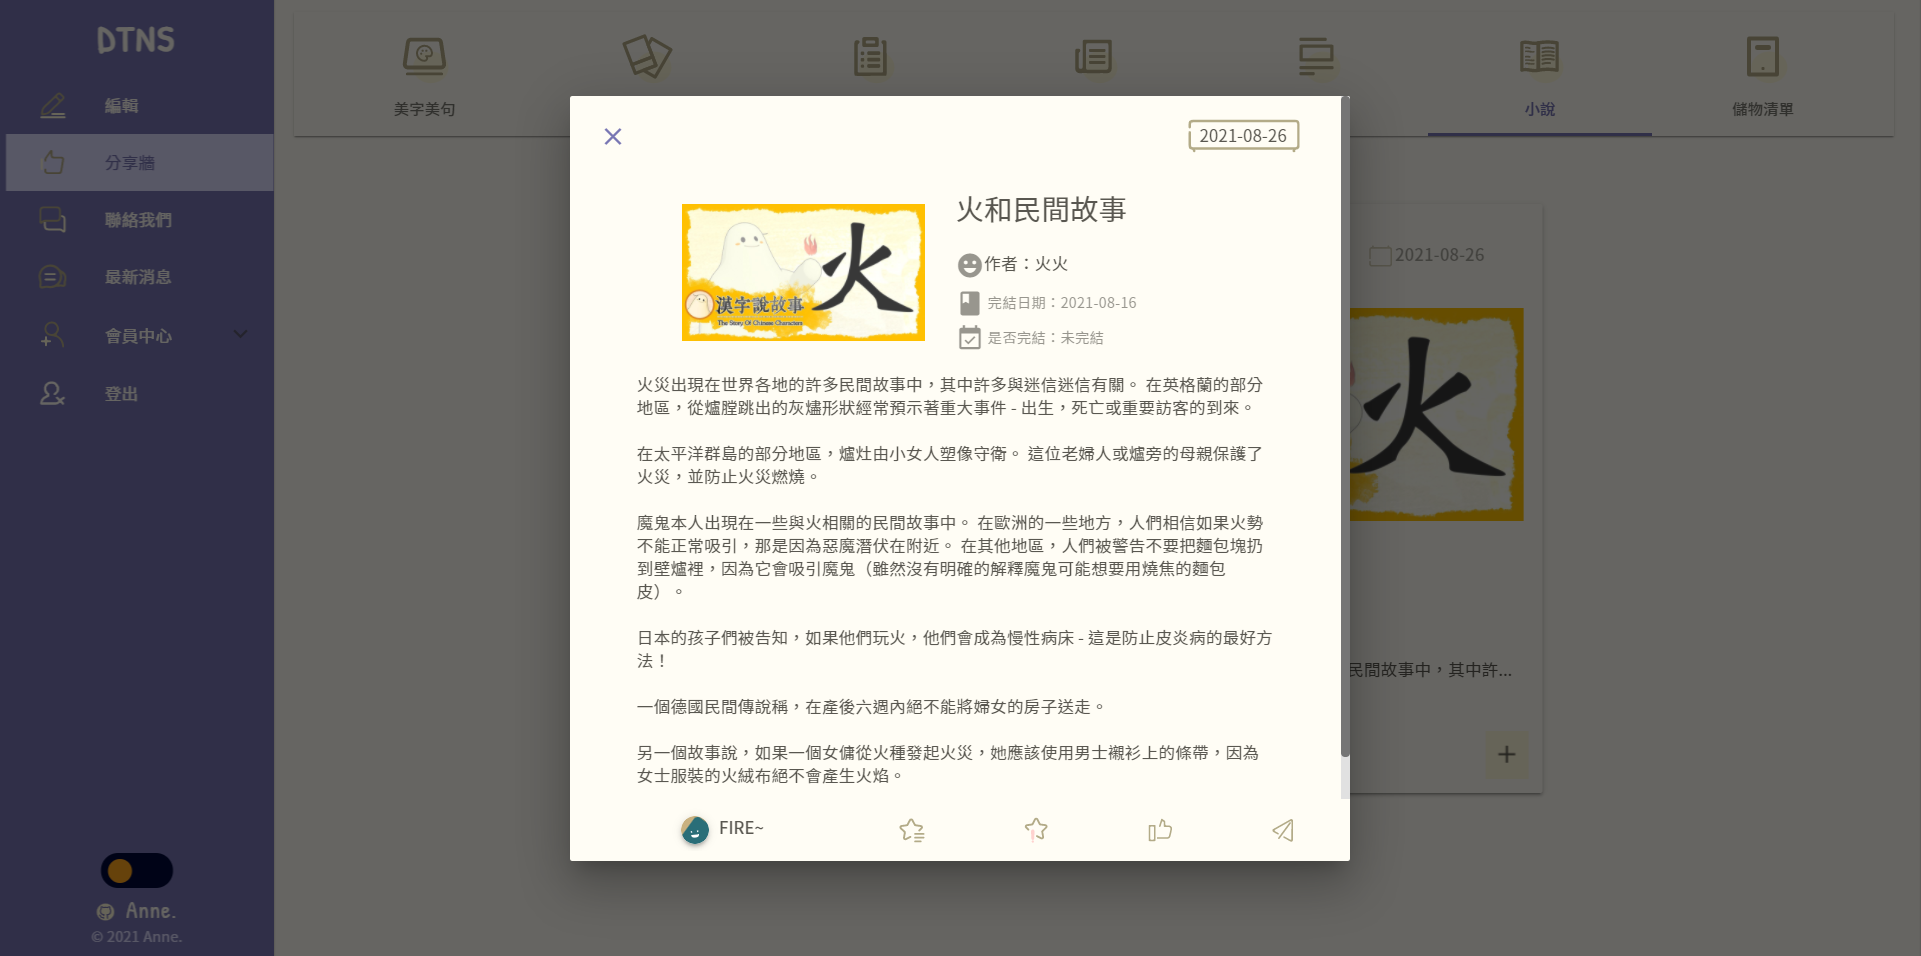 DTNS
編輯
分享牆
聯絡我們
最新消息
會員中心
登出
Anne.
© 2021 Anne.
美字美句
小說
儲物清單
2021-08-26
火和民間故事
作者：火火
完結日期：2021-08-16
是否完結：未完結
火
漢字說故事
The Story Of Chinese Characters
火災出現在世界各地的許多民間故事中，其中許多與迷信迷信有關。 在英格蘭的部分
地區，從爐膛跳出的灰燼形狀經常預示著重大事件 - 出生，死亡或重要訪客的到來。
在太平洋群島的部分地區，爐灶由小女人塑像守衛。 這位老婦人或爐旁的母親保護了
火災，並防止火災燃燒。
魔鬼本人出現在一些與火相關的民間故事中。 在歐洲的一些地方，人們相信如果火勢
不能正常吸引，那是因為惡魔潛伏在附近。 在其他地區，人們被警告不要把麵包塊扔
到壁爐裡，因為它會吸引魔鬼（雖然沒有明確的解釋魔鬼可能想要用燒焦的麵包
皮）。
日本的孩子們被告知，如果他們玩火，他們會成為慢性病床 - 這是防止皮炎病的最好方
法！
一個德國民間傳說稱，在產後六週內絕不能將婦女的房子送走。
另一個故事說，如果一個女傭從火種發起火災，她應該使用男士襯衫上的條帶，因為
女士服裝的火絨布絕不會產生火焰。
FIRE~
2021-08-26
火
民間故事中，其中許...